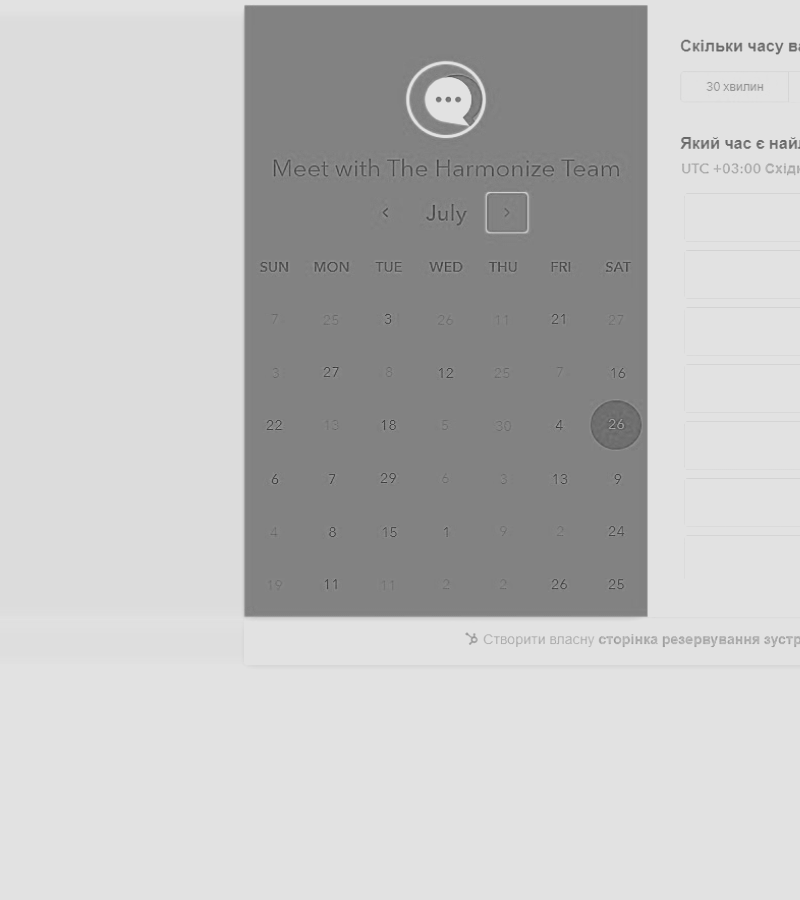 Скільки часу ва
30 хвилин
Meet with The Harmonize Team
Який час є найл
UTC +03:00 Східн
July
SUN MON TUE WED THU FRI SAT
7 25 3 26 11 21 27
3 27 8 12 25 7 16
22 13 18 5 30 4 26
6 7 29 6 3 13 9
4 8 15 1 9 2 24
19 11 11 2 2 26 25
Створити власну сторінка резервування зустр